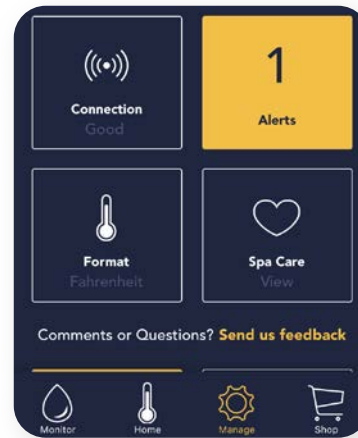 1
Connection
Good
Alerts
Format
Fahrenheit
Spa Care
View
Comments or Questions? Send us feedback
Monitor
Home
Manage
Shop